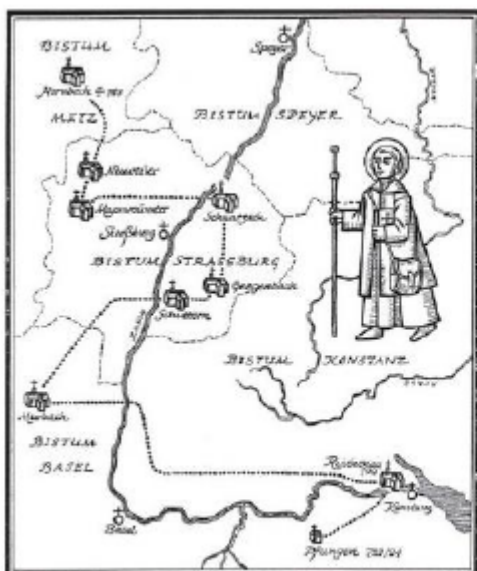 Speyer
BISTUM
Hornbach
METZ
BISTUM SPEYER
Maursmünster
Schwarzach
Straßburg
BISTUM STRASSBURG
Gengenbach
Schuttern
BISTUM KONSTANZ
Murbach
BISTUM
BASEL
Reichenau
Konstanz
Basel
Pfungen